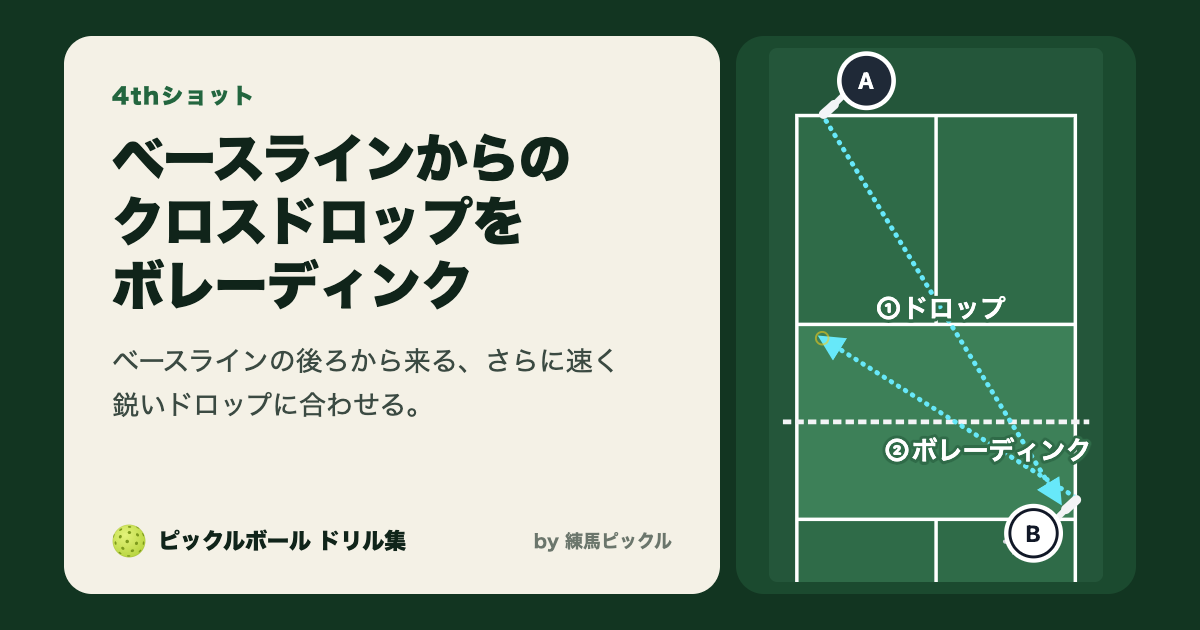 4thショット
ベースラインからの
クロスドロップを
ボレーディンク
ベースラインの後ろから来る、さらに速く
鋭いドロップに合わせる。
ピックルボール ドリル集
by 練馬ピックル
A
①ドロップ
②ボレーディンク
B